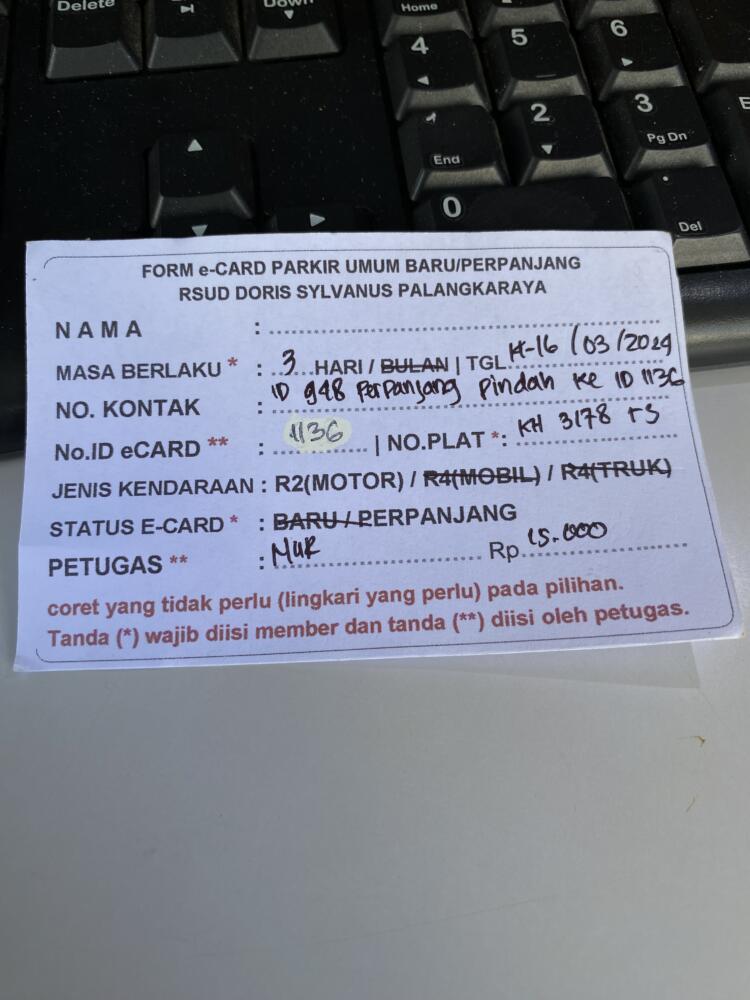 Delete
Down
Home
4
5
6
1
End
2
3
Pg Dn
0
.
Del
FORM e-CARD PARKIR UMUM BARU/PERPANJANG
RSUD DORIS SYLVANUS PALANGKARAYA
NAMA :
MASA BERLAKU * : 3 HARI / BULAN | TGL 14-16 /03/2024
NO. KONTAK : ID 948 Perpanjang pindah ke ID 1136
No.ID eCARD ** : 1136 | NO.PLAT *: KH 3178 TS
JENIS KENDARAAN : R2(MOTOR) / R4(MOBIL) / R4(TRUK)
STATUS E-CARD * : BARU / PERPANJANG
PETUGAS ** : MUR Rp 15.000
coret yang tidak perlu (lingkari yang perlu) pada pilihan.
Tanda (*) wajib diisi member dan tanda (**) diisi oleh petugas.